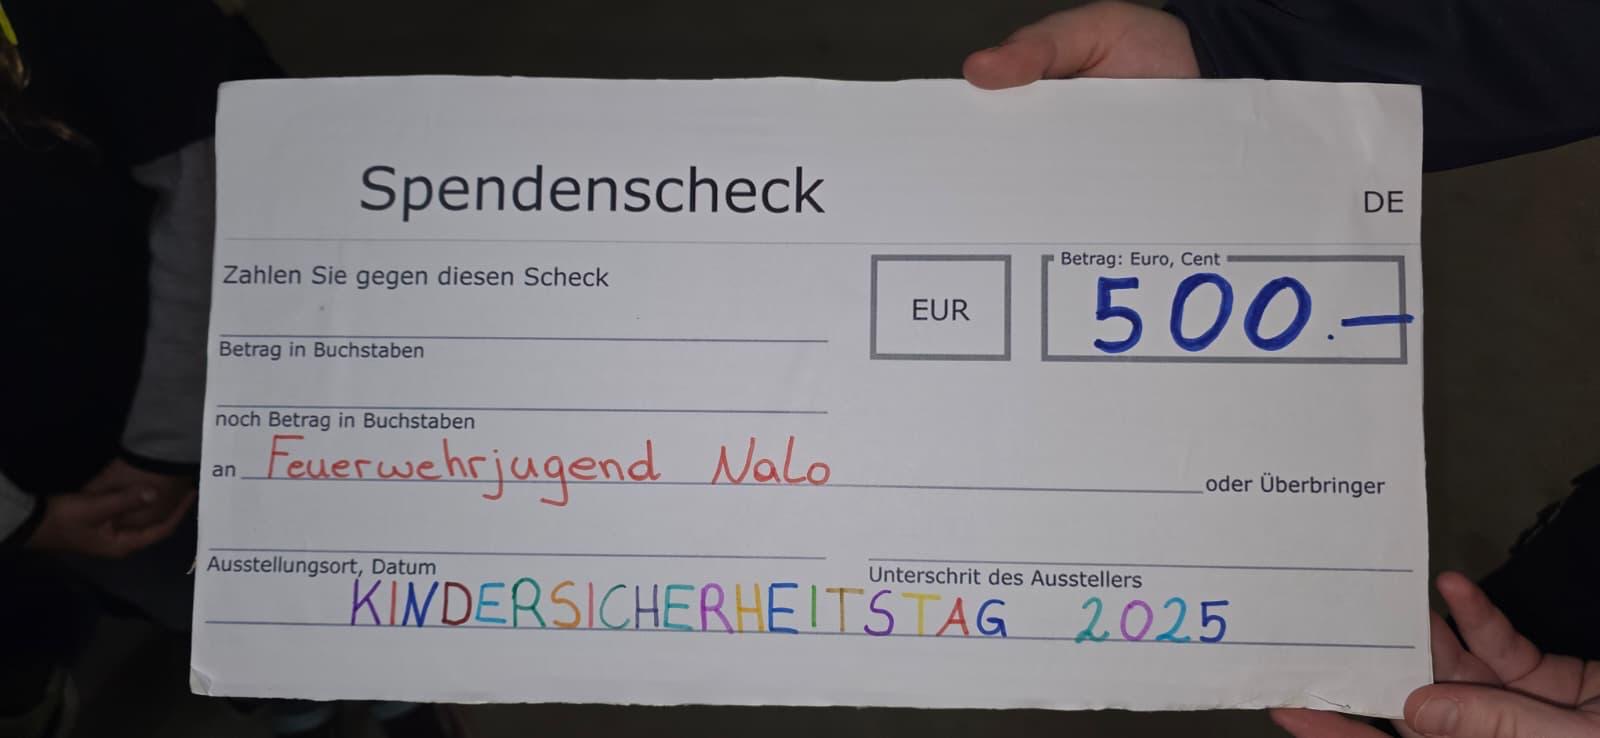 Spendenscheck
DE
Zahlen Sie gegen diesen Scheck
EUR
Betrag: Euro, Cent
500.-
Betrag in Buchstaben
noch Betrag in Buchstaben
an Feuerwehrjugend NaLo oder Überbringer
Ausstellungsort, Datum
Unterschrit des Ausstellers
KINDERSICHERHEITSTAG 2025